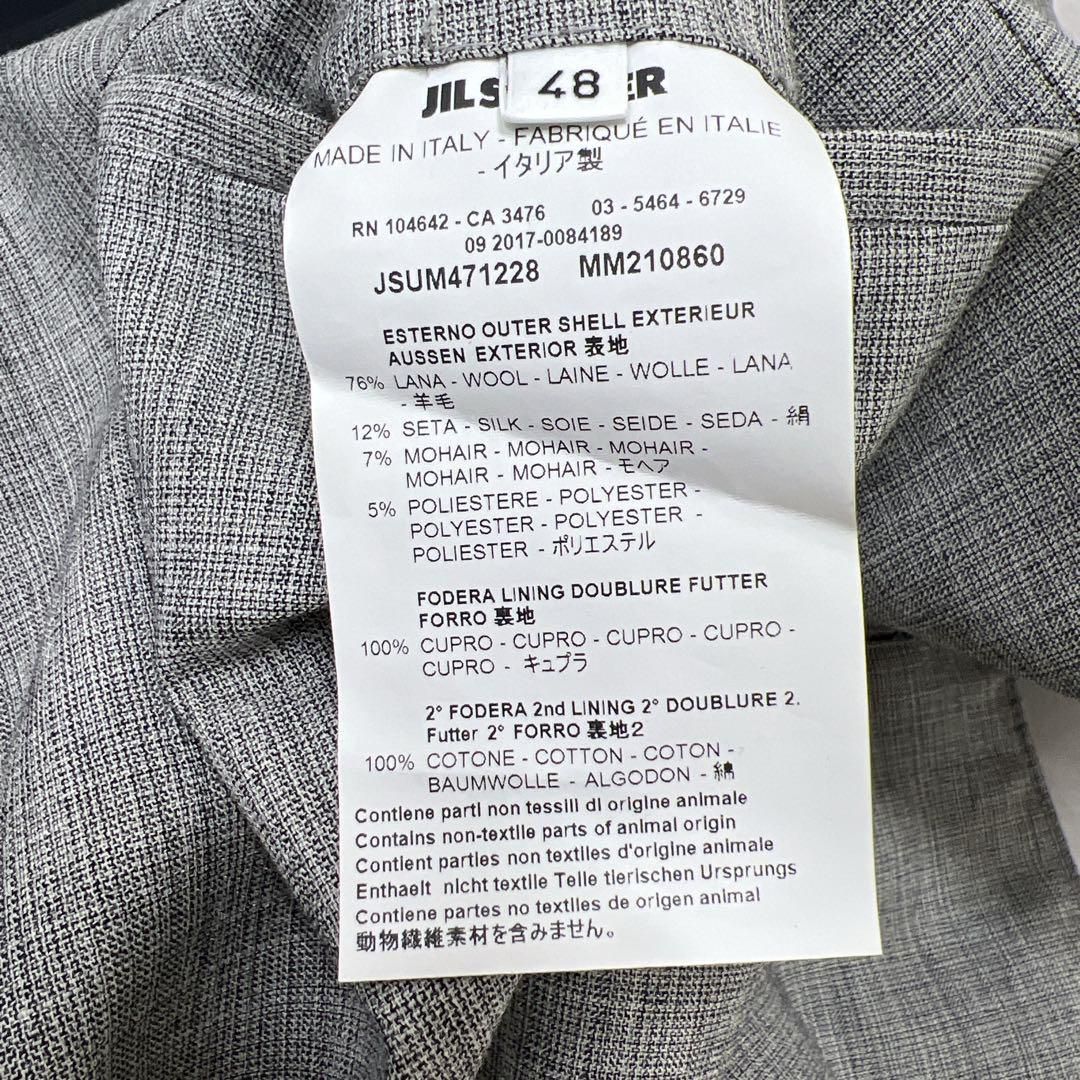 JIL S ER
48
MADE IN ITALY - FABRIQUÉ EN ITALIE
- イタリア製
RN 104642 - CA 3476 03 - 5464 - 6729
09 2017-0084189
JSUM471228 MM210860
ESTERNO OUTER SHELL EXTERIEUR
AUSSEN EXTERIOR 表地
76% LANA - WOOL - LAINE - WOLLE - LANA
- 羊毛
12% SETA - SILK - SOIE - SEIDE - SEDA - 絹
7% MOHAIR - MOHAIR - MOHAIR -
MOHAIR - MOHAIR - モヘア
5% POLIESTERE - POLYESTER -
POLYESTER - POLYESTER -
POLIESTER - ポリエステル
FODERA LINING DOUBLURE FUTTER
FORRO 裏地
100% CUPRO - CUPRO - CUPRO - CUPRO -
CUPRO - キュプラ
2° FODERA 2nd LINING 2° DOUBLURE 2.
Futter 2° FORRO 裏地2
100% COTONE - COTTON - COTON -
BAUMWOLLE - ALGODON - 綿
Contiene parti non tessili di origine animale
Contains non-textile parts of animal origin
Contient parties non textiles d'origine animale
Enthaelt nicht textile Teile tierischen Ursprungs
Contiene partes no textiles de origen animal
動物繊維素材を含みません。